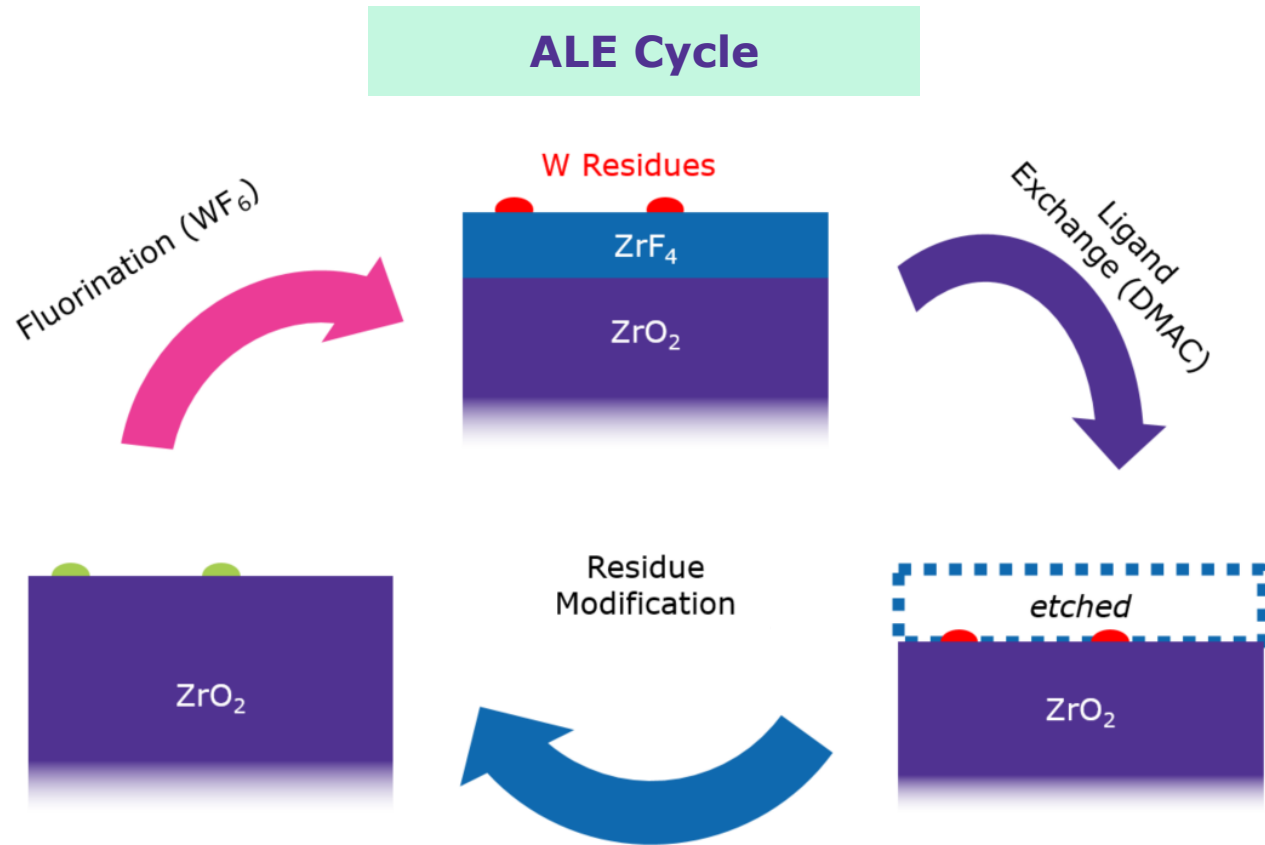 ALE Cycle
Fluorination (WF₆)
W Residues
ZrF₄
ZrO₂
Ligand
Exchange (DMAC)
Residue
Modification
etched
ZrO₂
ZrO₂